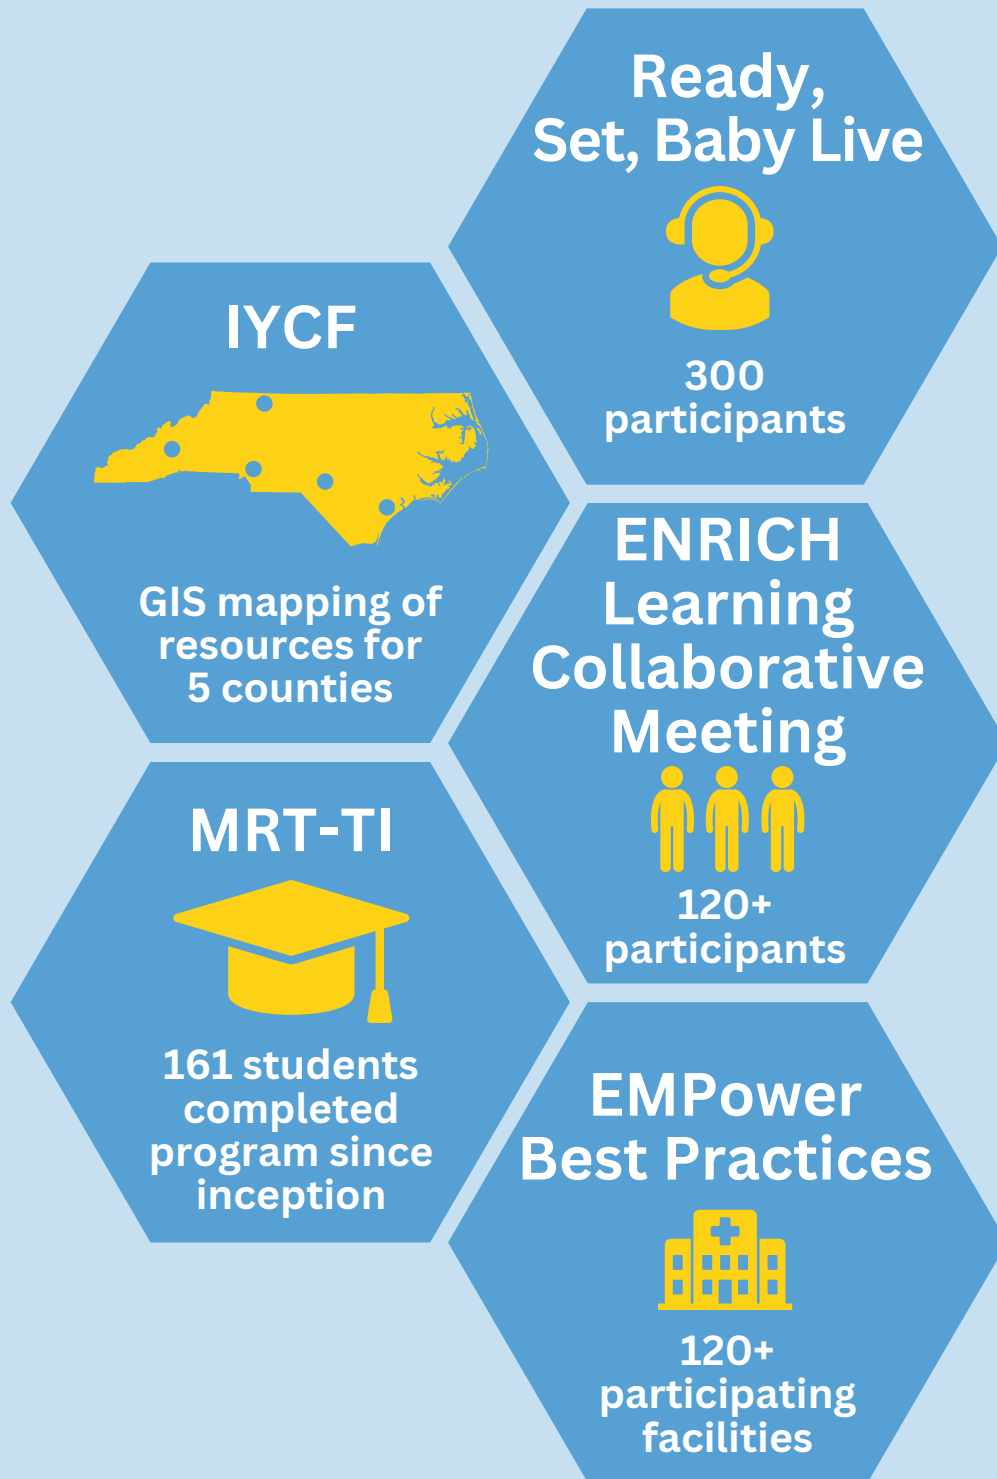 Ready,
Set, Baby Live
300
participants
IYCF
GIS mapping of
resources for
5 counties
ENRICH
Learning
Collaborative
Meeting
120+
participants
MRT-TI
161 students
completed
program since
inception
EMPower
Best Practices
120+
participating
facilities